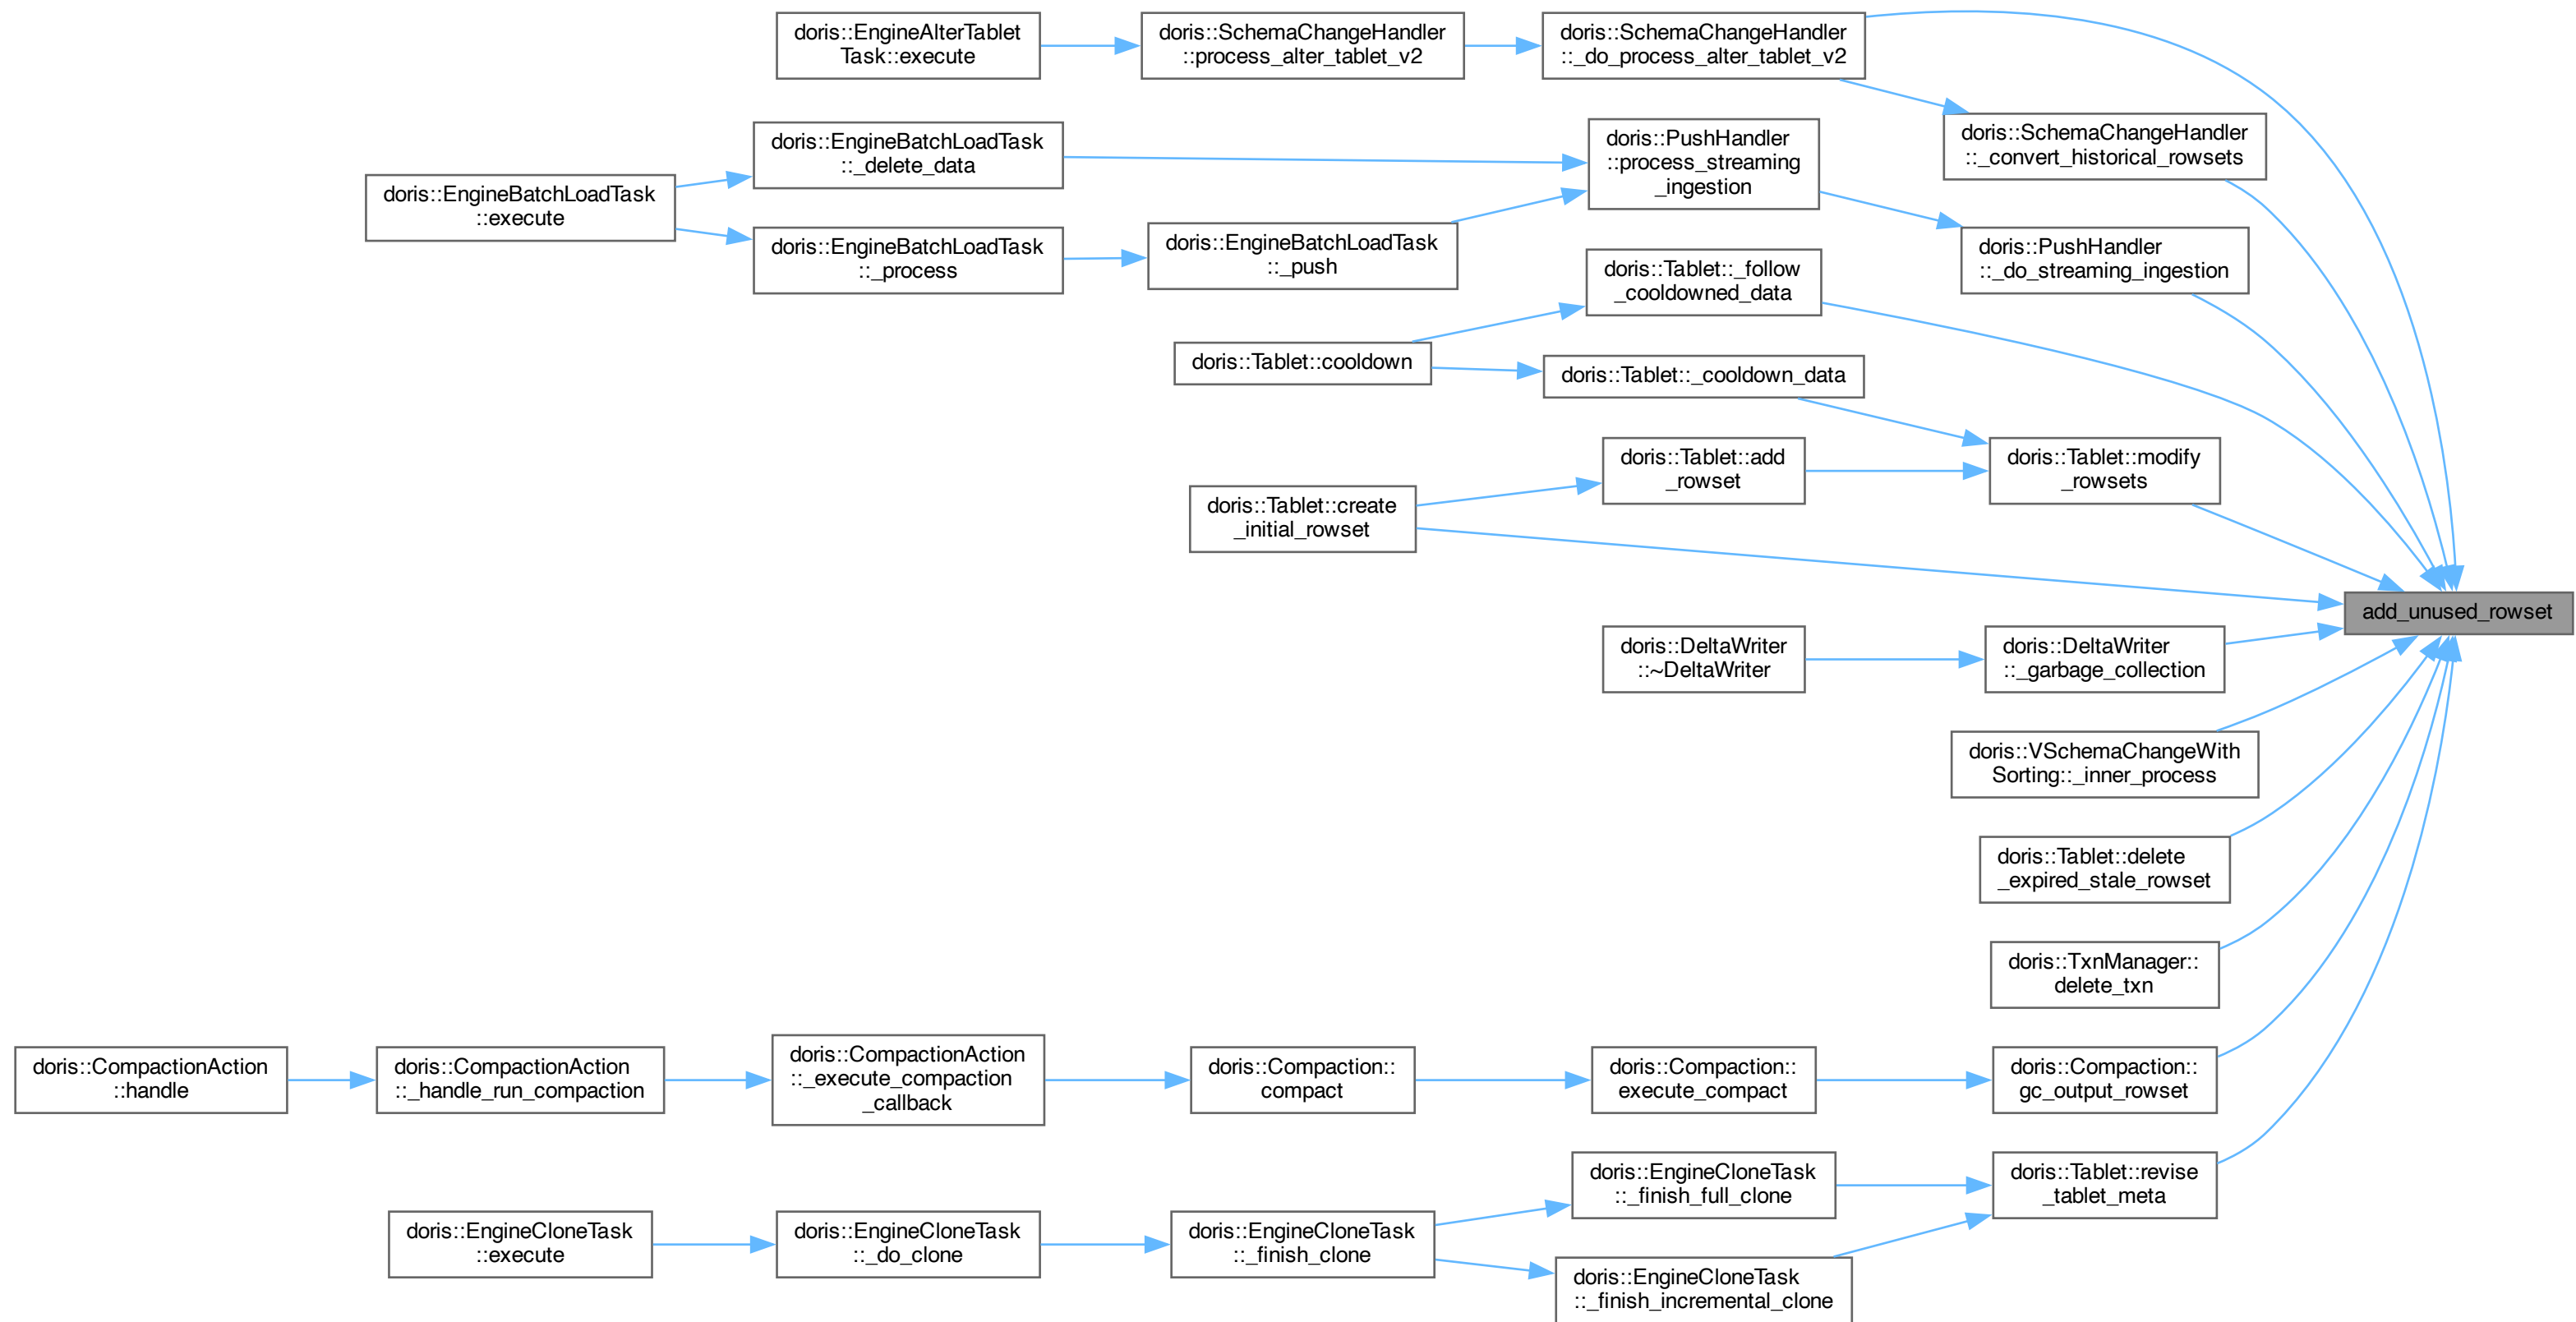 doris::EngineAlterTablet
Task::execute
doris::SchemaChangeHandler
::process_alter_tablet_v2
doris::SchemaChangeHandler
::_do_process_alter_tablet_v2
doris::SchemaChangeHandler
::_convert_historical_rowsets
doris::EngineBatchLoadTask
::_delete_data
doris::PushHandler
::process_streaming
_ingestion
doris::EngineBatchLoadTask
::execute
doris::EngineBatchLoadTask
::_process
doris::EngineBatchLoadTask
::_push
doris::PushHandler
::_do_streaming_ingestion
doris::Tablet::_follow
_cooldowned_data
doris::Tablet::cooldown
doris::Tablet::_cooldown_data
doris::Tablet::add
_rowset
doris::Tablet::modify
_rowsets
doris::Tablet::create
_initial_rowset
add_unused_rowset
doris::DeltaWriter
::~DeltaWriter
doris::DeltaWriter
::_garbage_collection
doris::VSchemaChangeWith
Sorting::_inner_process
doris::Tablet::delete
_expired_stale_rowset
doris::TxnManager::
delete_txn
doris::CompactionAction
::handle
doris::CompactionAction
::_handle_run_compaction
doris::CompactionAction
::_execute_compaction
_callback
doris::Compaction::
compact
doris::Compaction::
execute_compact
doris::Compaction::
gc_output_rowset
doris::EngineCloneTask
::_finish_full_clone
doris::Tablet::revise
_tablet_meta
doris::EngineCloneTask
::execute
doris::EngineCloneTask
::_do_clone
doris::EngineCloneTask
::_finish_clone
doris::EngineCloneTask
::_finish_incremental_clone